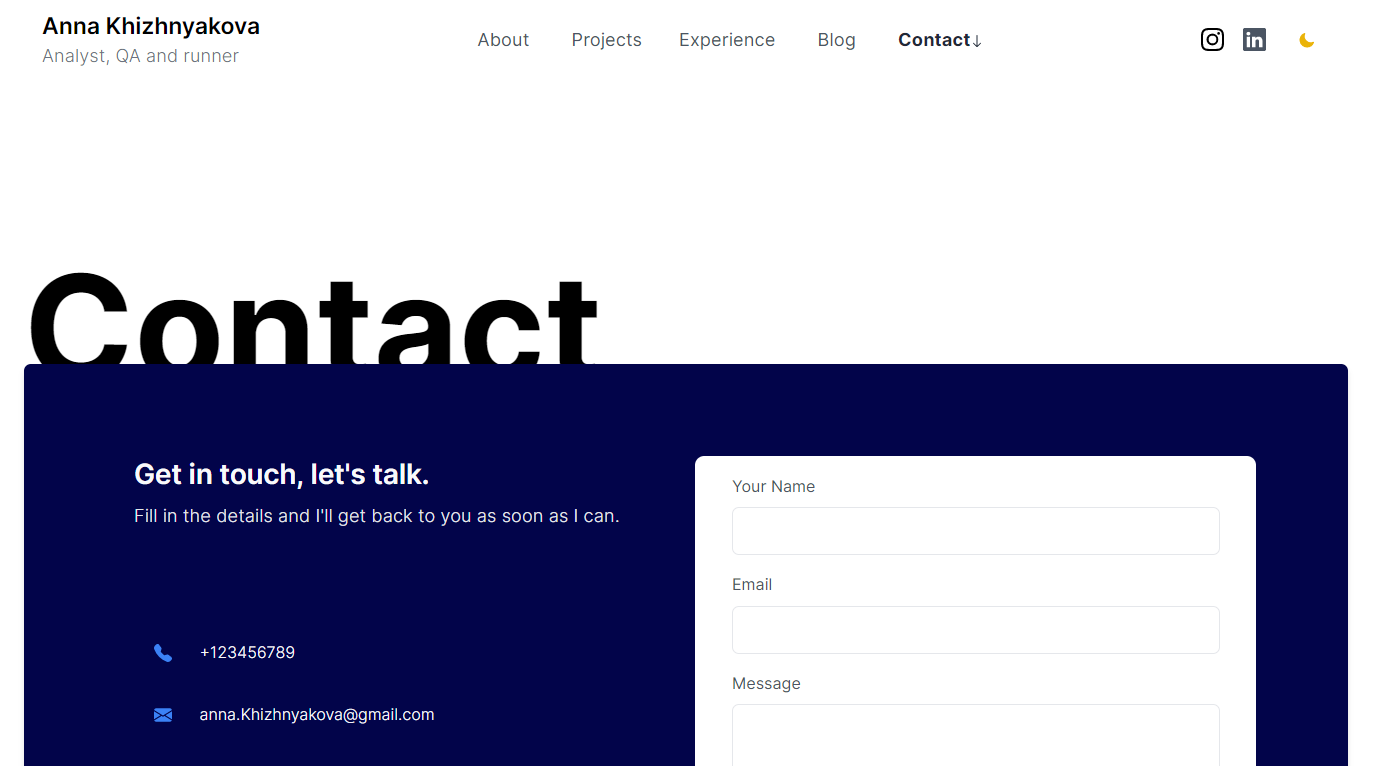 Anna Khizhnyakova
Analyst, QA and runner
About Projects Experience Blog Contact↓
Contact
Get in touch, let's talk.
Fill in the details and I'll get back to you as soon as I can.
+123456789
anna.Khizhnyakova@gmail.com
Your Name
Email
Message